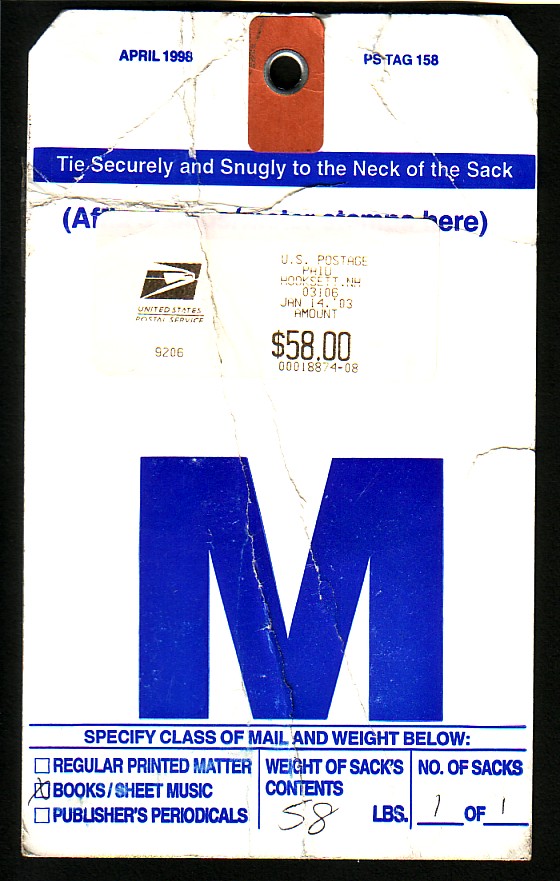 APRIL 1998
PS TAG 158
Tie Securely and Snugly to the Neck of the Sack
here)
UNITED STATES
POSTAL SERVICE
9206
U.S. POSTAGE
PAID
HOOKSETT.NH
03106
JAN 14.'03
AMOUNT
$58.00
00018874-08
M
SPECIFY CLASS OF MAIL AND WEIGHT BELOW:
REGULAR PRINTED MATTER
BOOKS/SHEET MUSIC
PUBLISHER'S PERIODICALS
WEIGHT OF SACK'S
CONTENTS
58 LBS.
NO. OF SACKS
1 OF 1